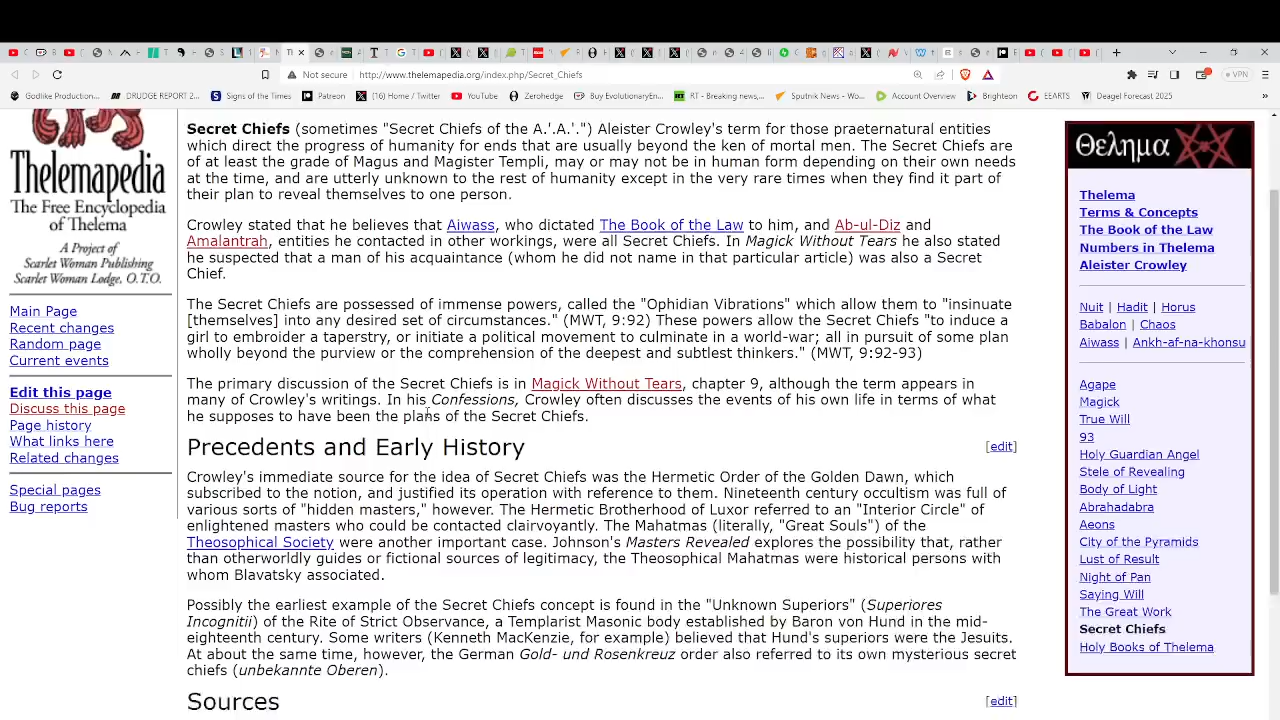 Not secure http://www.thelemapedia.org/index.php/Secret_Chiefs VPN
Godlike Production... DRUDGE REPORT 2... Signs of the Times Patreon (16) Home / Twitter YouTube Zerohedge Buy EvolutionaryEn... RT - Breaking news,... Sputnik News - Wo... Account Overview Brighteon EEARTS Deagel Forecast 2025
Thelemapedia
The Free Encyclopedia
of Thelema
A Project of
Scarlet Woman Publishing
Scarlet Woman Lodge, O.T.O.
Main Page
Recent changes
Random page
Current events
Edit this page
Discuss this page
Page history
What links here
Related changes
Special pages
Bug reports
Secret Chiefs (sometimes "Secret Chiefs of the A.'.A.'.") Aleister Crowley's term for those praeternatural entities
which direct the progress of humanity for ends that are usually beyond the ken of mortal men. The Secret Chiefs are
of at least the grade of Magus and Magister Templi, may or may not be in human form depending on their own needs
at the time, and are utterly unknown to the rest of humanity except in the very rare times when they find it part of
their plan to reveal themselves to one person.
Crowley stated that he believes that Aiwass, who dictated The Book of the Law to him, and Ab-ul-Diz and
Amalantrah, entities he contacted in other workings, were all Secret Chiefs. In Magick Without Tears he also stated
he suspected that a man of his acquaintance (whom he did not name in that particular article) was also a Secret
Chief.
The Secret Chiefs are possessed of immense powers, called the "Ophidian Vibrations" which allow them to "insinuate
[themselves] into any desired set of circumstances." (MWT, 9:92) These powers allow the Secret Chiefs "to induce a
girl to embroider a taperstry, or initiate a political movement to culminate in a world-war; all in pursuit of some plan
wholly beyond the purview or the comprehension of the deepest and subtlest thinkers." (MWT, 9:92-93)
The primary discussion of the Secret Chiefs is in Magick Without Tears, chapter 9, although the term appears in
many of Crowley's writings. In his Confessions, Crowley often discusses the events of his own life in terms of what
he supposes to have been the plans of the Secret Chiefs.
Precedents and Early History [edit]
Crowley's immediate source for the idea of Secret Chiefs was the Hermetic Order of the Golden Dawn, which
subscribed to the notion, and justified its operation with reference to them. Nineteenth century occultism was full of
various sorts of "hidden masters," however. The Hermetic Brotherhood of Luxor referred to an "Interior Circle" of
enlightened masters who could be contacted clairvoyantly. The Mahatmas (literally, "Great Souls") of the
Theosophical Society were another important case. Johnson's Masters Revealed explores the possibility that, rather
than otherworldly guides or fictional sources of legitimacy, the Theosophical Mahatmas were historical persons with
whom Blavatsky associated.
Possibly the earliest example of the Secret Chiefs concept is found in the "Unknown Superiors" (Superiores
Incognitii) of the Rite of Strict Observance, a Templarist Masonic body established by Baron von Hund in the mid-
eighteenth century. Some writers (Kenneth MacKenzie, for example) believed that Hund's superiors were the Jesuits.
At about the same time, however, the German Gold- und Rosenkreuz order also referred to its own mysterious secret
chiefs (unbekannte Oberen).
Sources [edit]
Θελημα
Thelema
Terms & Concepts
The Book of the Law
Numbers in Thelema
Aleister Crowley
Nuit | Hadit | Horus
Babalon | Chaos
Aiwass | Ankh-af-na-khonsu
Agape
Magick
True Will
93
Holy Guardian Angel
Stele of Revealing
Body of Light
Abrahadabra
Aeons
City of the Pyramids
Lust of Result
Night of Pan
Saying Will
The Great Work
Secret Chiefs
Holy Books of Thelema